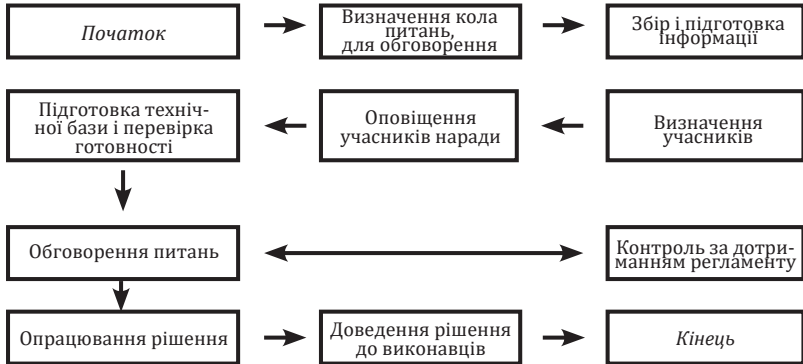 Початок
Визначення кола
питань,
для обговорення
Збір і підготовка
інформації
Підготовка техніч-
ної бази і перевірка
готовності
Оповіщення
учасників наради
Визначення
учасників
Обговорення питань
Контроль за дотри-
манням регламенту
Опрацювання рішення
Доведення рішення
до виконавців
Кінець